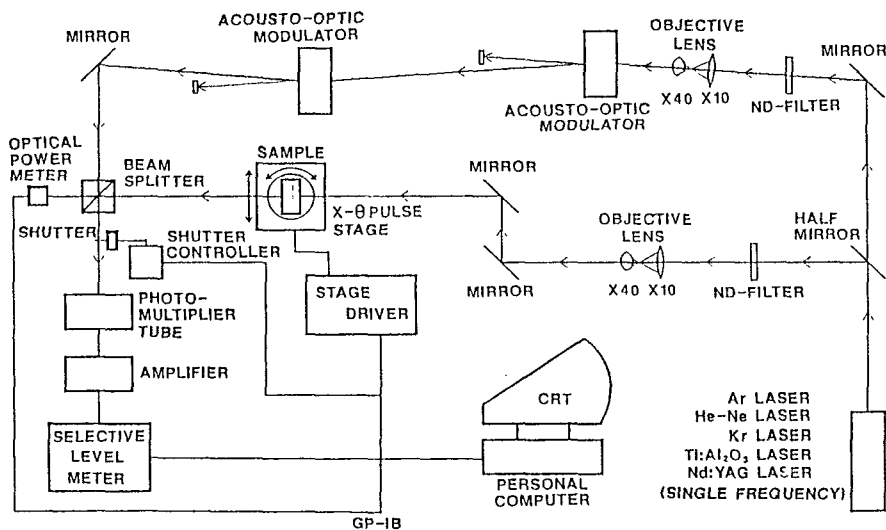 ACOUSTO-OPTIC
MODULATOR
MIRROR
OBJECTIVE
LENS
MIRROR
X40 X10
ND-FILTER
ACOUSTO-OPTIC
MODULATOR
OPTICAL
POWER
METER
BEAM
SPLITTER
SAMPLE
X-θ PULSE
STAGE
MIRROR
MIRROR
OBJECTIVE
LENS
X40 X10
ND-FILTER
HALF
MIRROR
SHUTTER
SHUTTER
CONTROLLER
STAGE
DRIVER
PHOTO-
MULTIPLIER
TUBE
AMPLIFIER
SELECTIVE
LEVEL
METER
CRT
PERSONAL
COMPUTER
GP-IB
Ar LASER
He-Ne LASER
Kr LASER
Ti:Al₂O₃ LASER
Nd:YAG LASER
(SINGLE FREQUENCY)